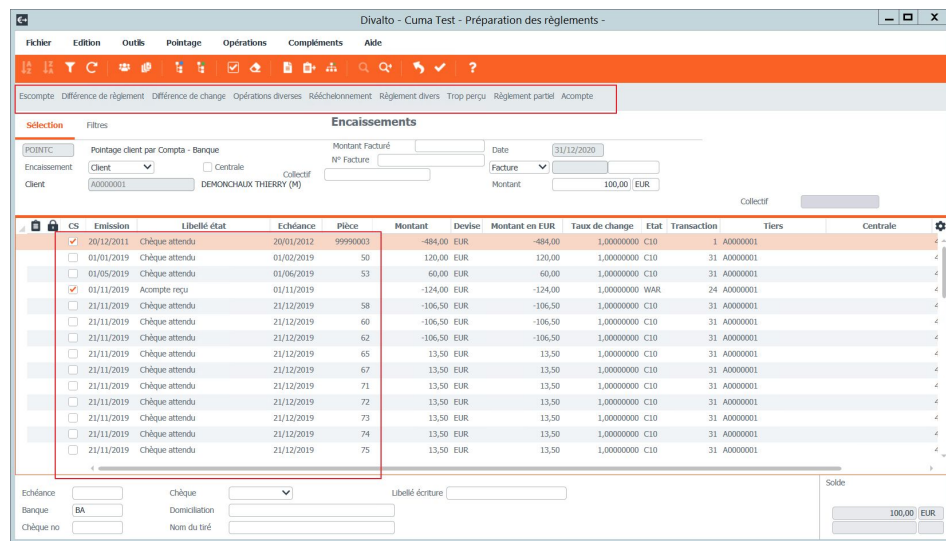 Divalto - Cuma Test - Préparation des règlements -
Fichier Edition Outils Pointage Opérations Compléments Aide
Escompte Différence de règlement Différence de change Opérations diverses Rééchelonnement Règlement divers Trop perçu Règlement partiel Acompte
Sélection Filtres Encaissements
POINTC Pointage client par Compta - Banque Montant Facturé Date 31/12/2020
N° Facture
Encaissement Client Centrale Collectif Facture
Client A0000001 DEMONCHAUX THIERRY (M) Montant 100,00 EUR
Collectif
CS Emission Libellé état Echéance Pièce Montant Devise Montant en EUR Taux de change Etat Transaction Tiers Centrale
20/12/2011 Chèque attendu 20/01/2012 99990003 -484,00 EUR -484,00 1,00000000 C10 1 A0000001 4
01/01/2019 Chèque attendu 01/02/2019 50 120,00 EUR 120,00 1,00000000 C10 31 A0000001 4
01/05/2019 Chèque attendu 01/06/2019 53 60,00 EUR 60,00 1,00000000 C10 31 A0000001 4
01/11/2019 Acompte reçu 01/11/2019 -124,00 EUR -124,00 1,00000000 WAR 24 A0000001 4
21/11/2019 Chèque attendu 21/12/2019 58 -106,50 EUR -106,50 1,00000000 C10 31 A0000001 4
21/11/2019 Chèque attendu 21/12/2019 60 -106,50 EUR -106,50 1,00000000 C10 31 A0000001 4
21/11/2019 Chèque attendu 21/12/2019 62 -106,50 EUR -106,50 1,00000000 C10 31 A0000001 4
21/11/2019 Chèque attendu 21/12/2019 65 13,50 EUR 13,50 1,00000000 C10 31 A0000001 4
21/11/2019 Chèque attendu 21/12/2019 67 13,50 EUR 13,50 1,00000000 C10 31 A0000001 4
21/11/2019 Chèque attendu 21/12/2019 71 13,50 EUR 13,50 1,00000000 C10 31 A0000001 4
21/11/2019 Chèque attendu 21/12/2019 72 13,50 EUR 13,50 1,00000000 C10 31 A0000001 4
21/11/2019 Chèque attendu 21/12/2019 73 13,50 EUR 13,50 1,00000000 C10 31 A0000001 4
21/11/2019 Chèque attendu 21/12/2019 74 13,50 EUR 13,50 1,00000000 C10 31 A0000001 4
21/11/2019 Chèque attendu 21/12/2019 75 13,50 EUR 13,50 1,00000000 C10 31 A0000001 4
Solde
Echéance Chèque Libellé écriture
Banque BA Domiciliation 100,00 EUR
Chèque no Nom du tiré